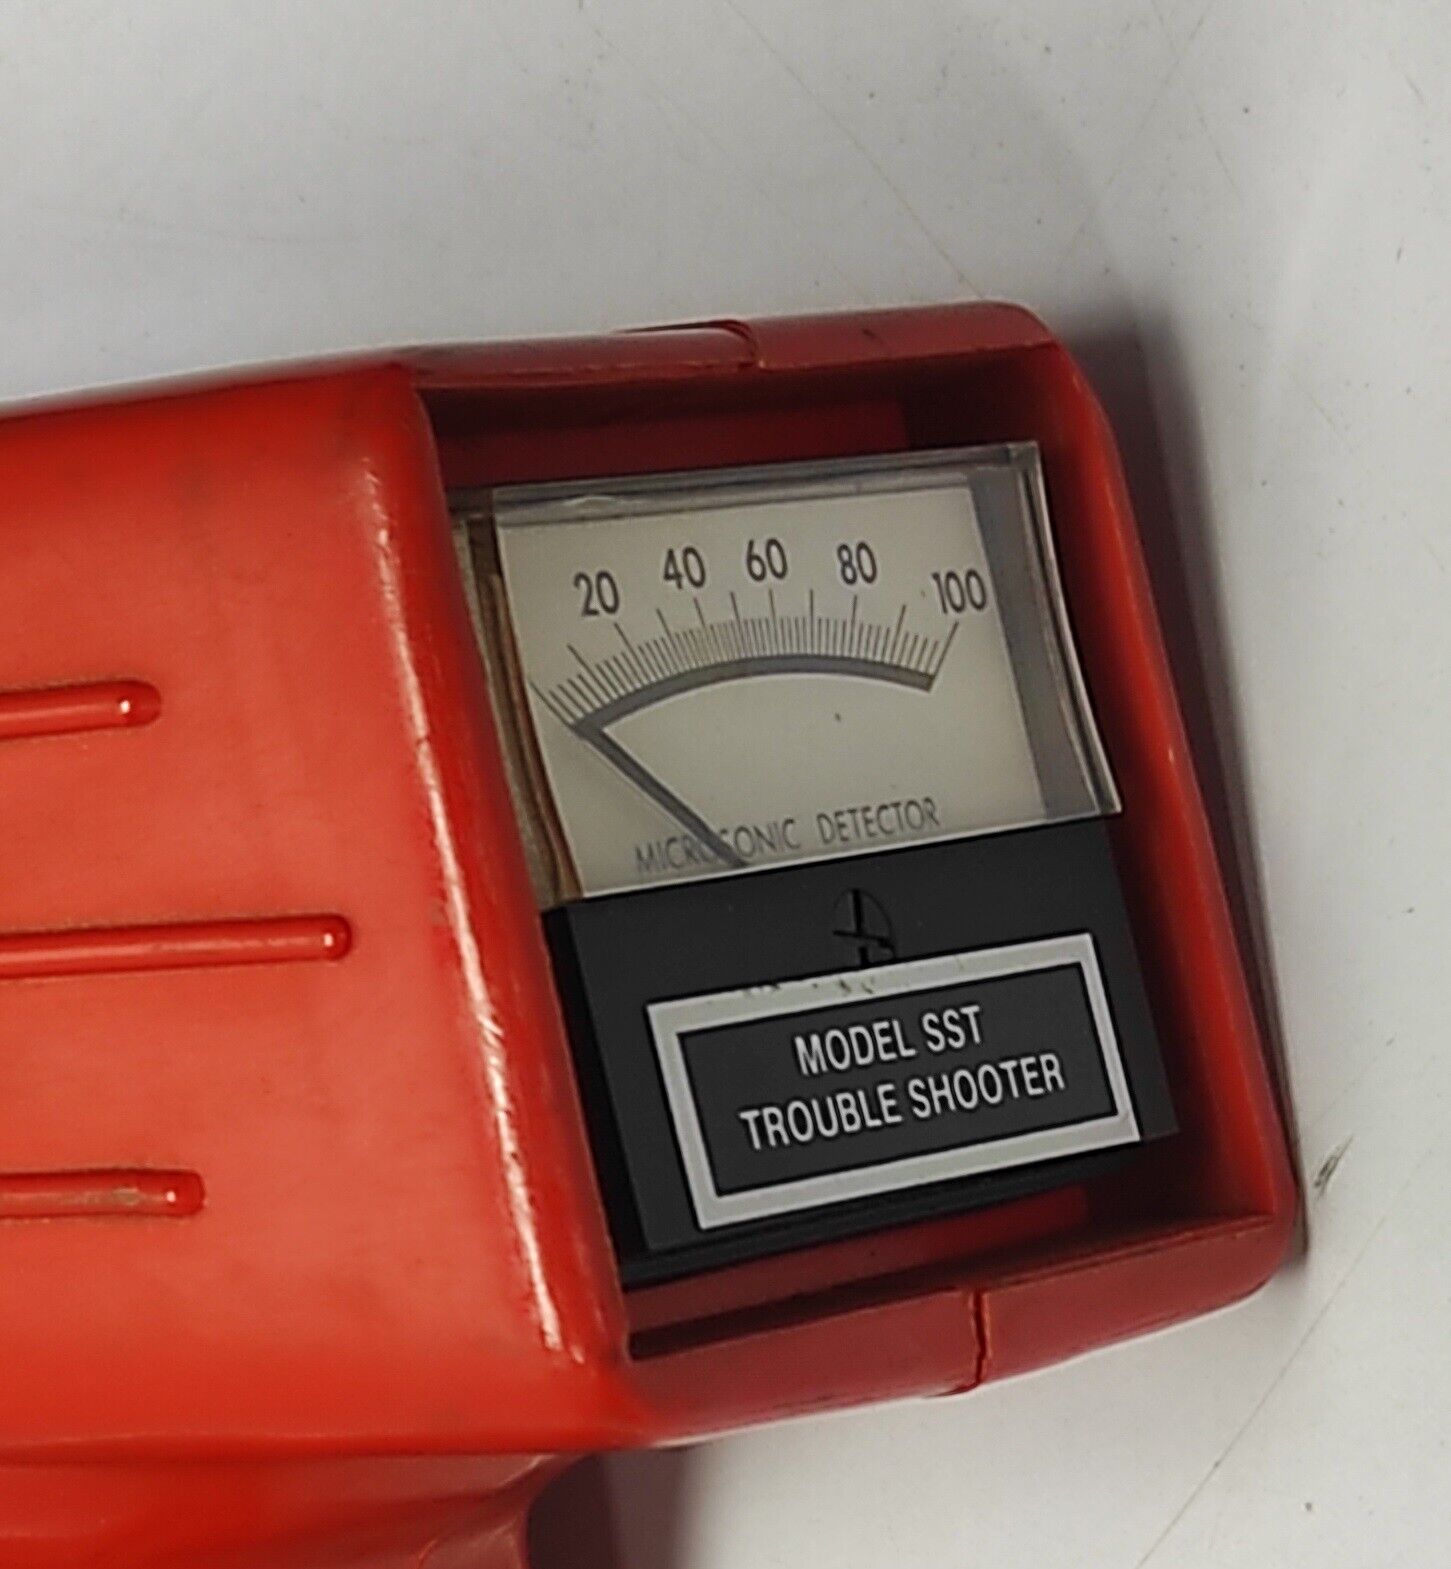 20 40 60 80 100
MICROSONIC DETECTOR
MODEL SST
TROUBLE SHOOTER